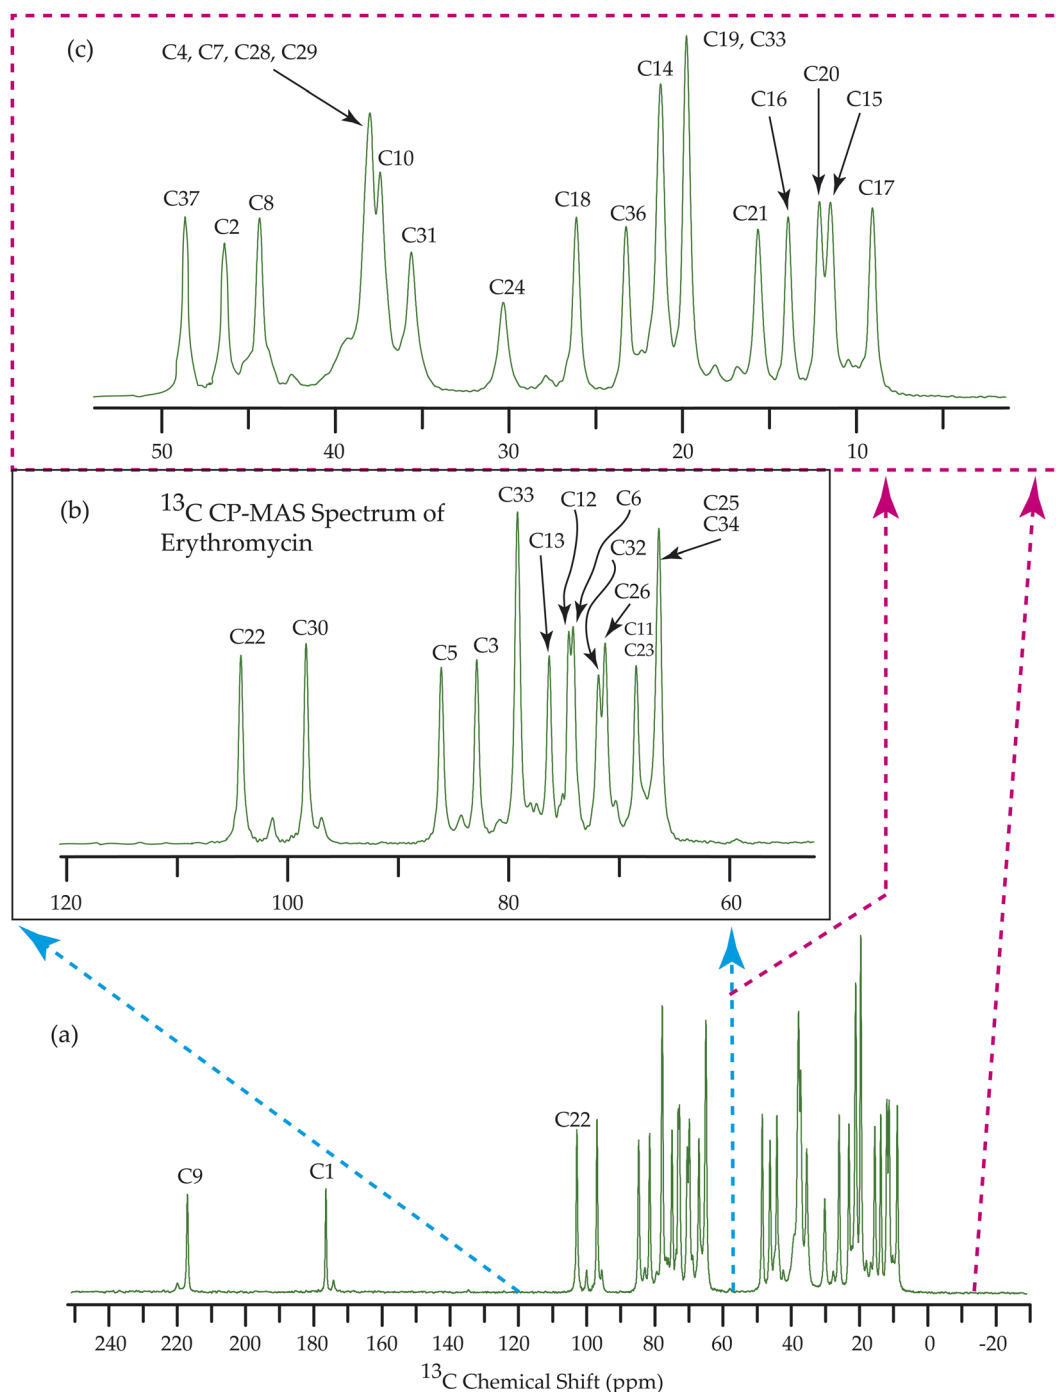 (c)
C4, C7, C28, C29
C19, C33
C14
C20
C16
C15
C10
C37
C2
C8
C31
C18
C36
C21
C17
C24
50
40
30
20
10
(b)
13C CP-MAS Spectrum of
Erythromycin
C33
C12
C6
C25
C34
C13
C32
C26
C22
C30
C5
C3
C11
C23
120
100
80
60
(a)
C22
C9
C1
240
220
200
180
160
140
120
100
80
60
40
20
0
-20
13C Chemical Shift (ppm)